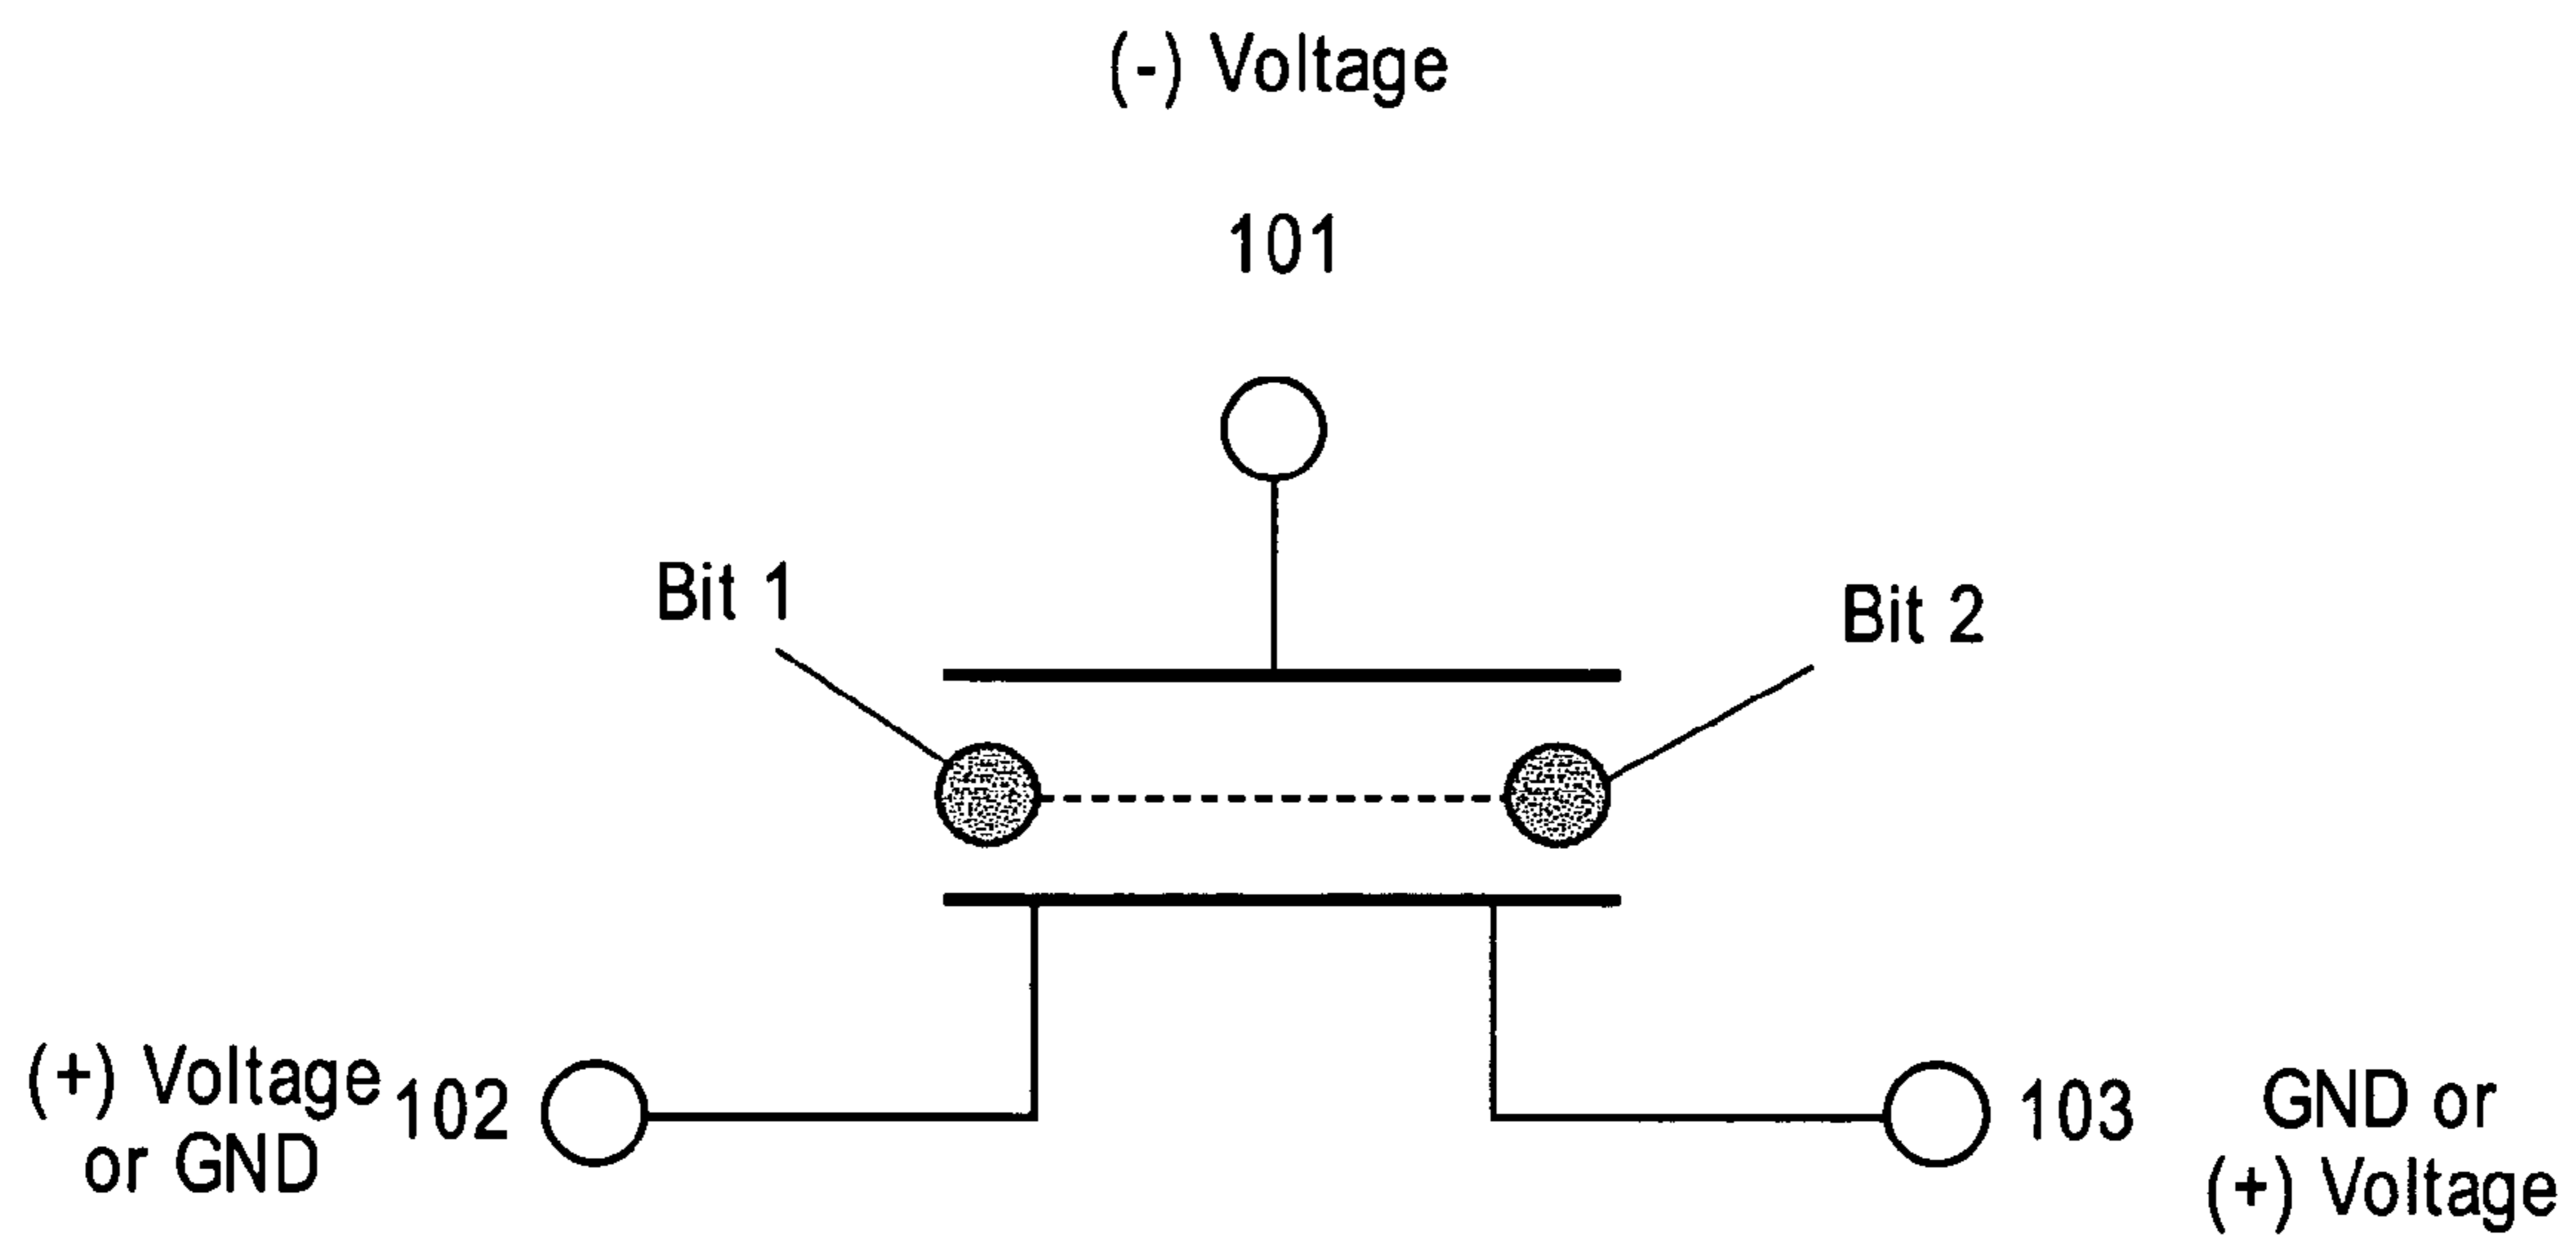 (-) Voltage
101
Bit 1
Bit 2
(+) Voltage
or GND
102
103
GND or
(+) Voltage